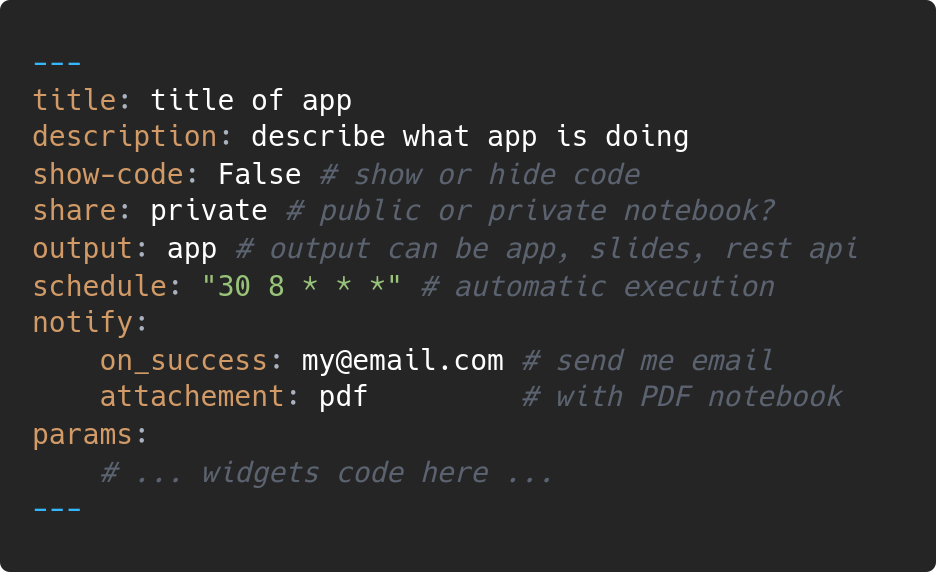 ---
title: title of app
description: describe what app is doing
show-code: False # show or hide code
share: private # public or private notebook?
output: app # output can be app, slides, rest api
schedule: "30 8 * * *" # automatic execution
notify:
    on_success: my@email.com # send me email
    attachement: pdf         # with PDF notebook
params:
    # ... widgets code here ...
---